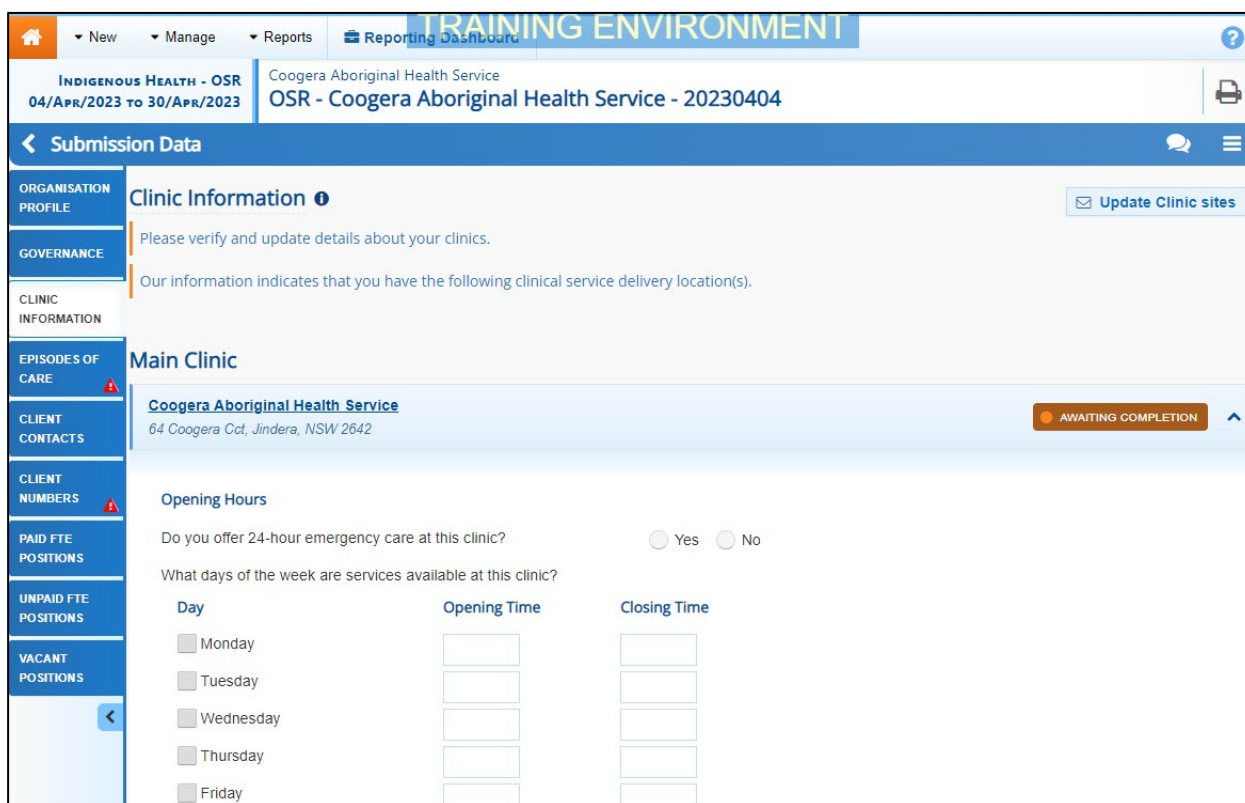 TRAINING ENVIRONMENT
New Manage Reports Reporting Dashboard
INDIGENOUS HEALTH - OSR
04/APR/2023 TO 30/APR/2023
Coogera Aboriginal Health Service
OSR - Coogera Aboriginal Health Service - 20230404
Submission Data
ORGANISATION
PROFILE
GOVERNANCE
CLINIC
INFORMATION
EPISODES OF
CARE
CLIENT
CONTACTS
CLIENT
NUMBERS
PAID FTE
POSITIONS
UNPAID FTE
POSITIONS
VACANT
POSITIONS
Clinic Information
Update Clinic sites
Please verify and update details about your clinics.
Our information indicates that you have the following clinical service delivery location(s).
Main Clinic
Coogera Aboriginal Health Service
64 Coogera Cct, Jindera, NSW 2642
AWAITING COMPLETION
Opening Hours
Do you offer 24-hour emergency care at this clinic? Yes No
What days of the week are services available at this clinic?
Day Opening Time Closing Time
Monday
Tuesday
Wednesday
Thursday
Friday